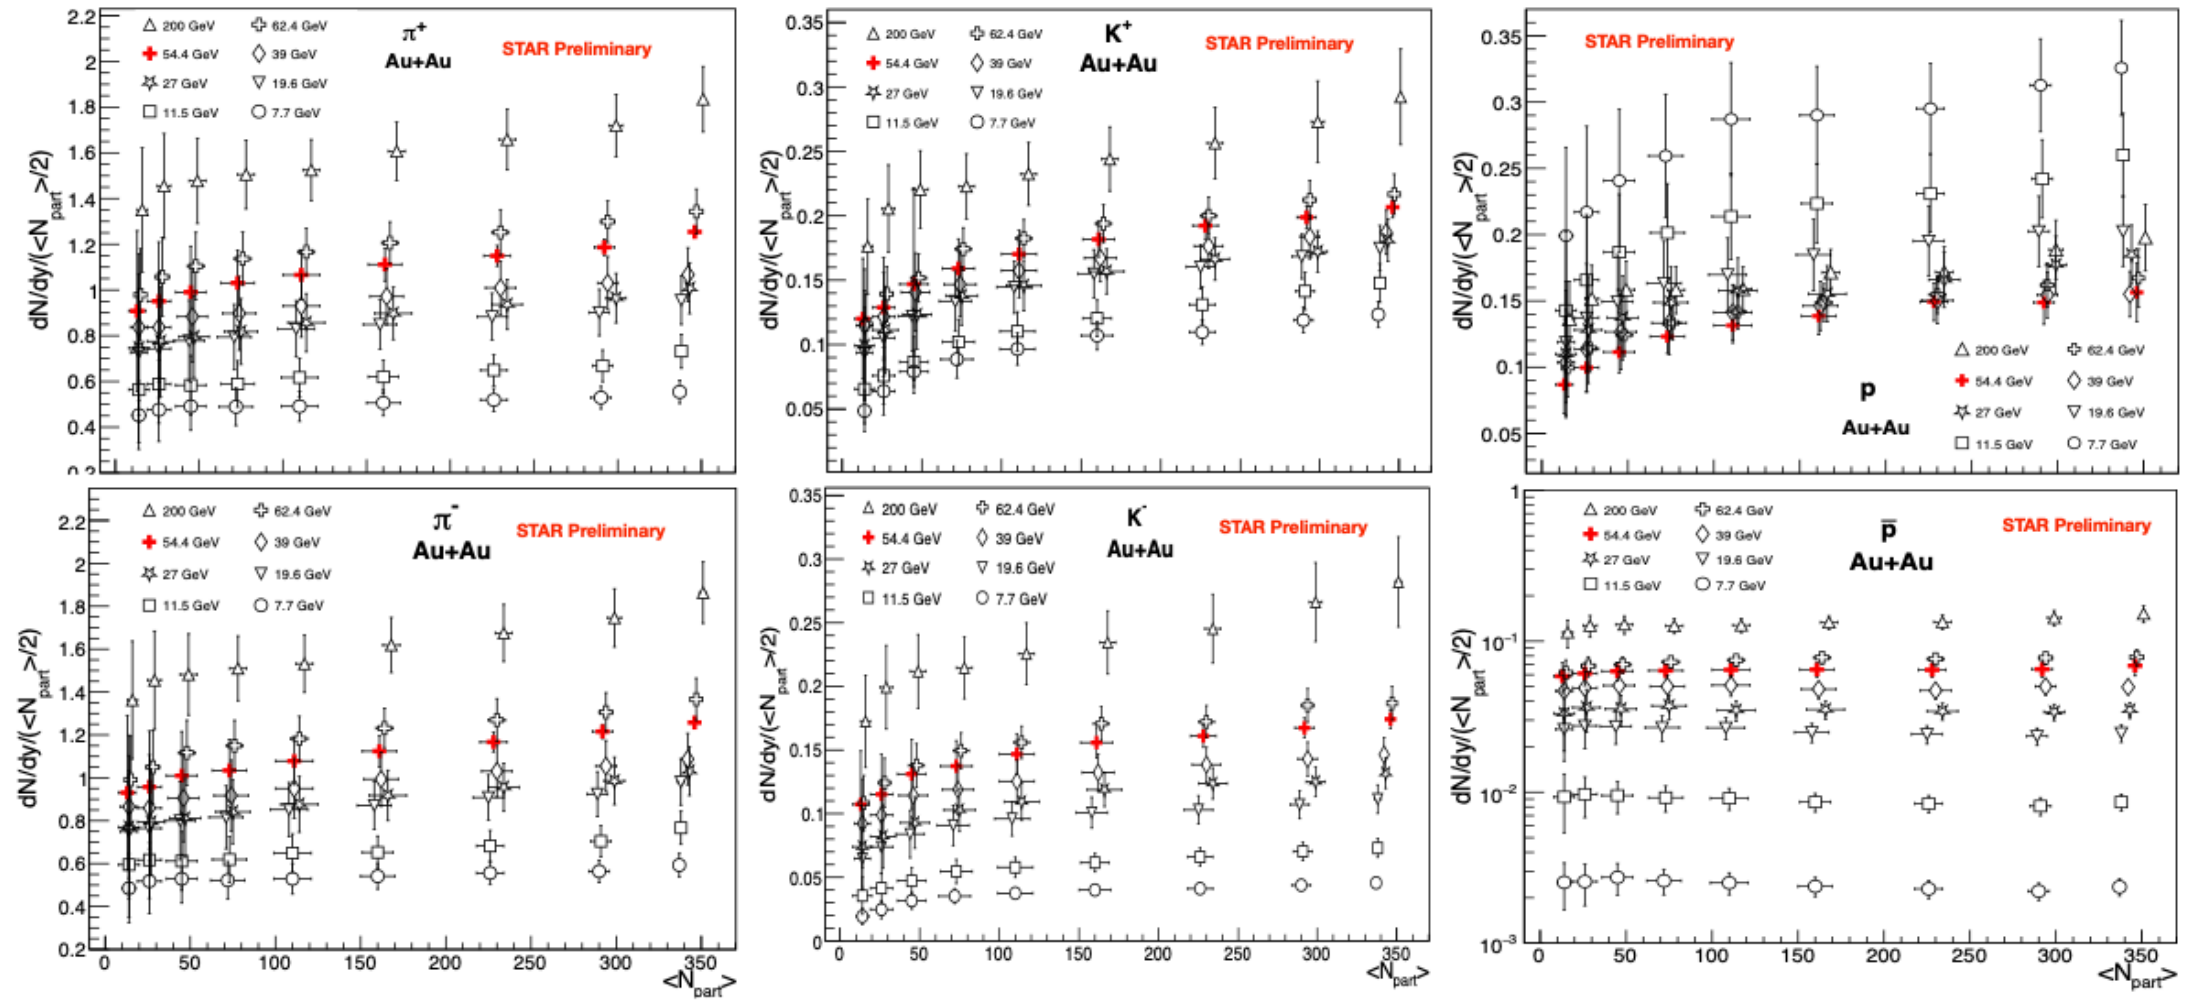 π⁺
Au+Au
STAR Preliminary
200 GeV
62.4 GeV
54.4 GeV
39 GeV
27 GeV
19.6 GeV
11.5 GeV
7.7 GeV
dN/dy/(<N_part>/2)
2.2
2
1.8
1.6
1.4
1.2
1
0.8
0.6
0.4
K⁺
Au+Au
STAR Preliminary
200 GeV
62.4 GeV
54.4 GeV
39 GeV
27 GeV
19.6 GeV
11.5 GeV
7.7 GeV
dN/dy/(<N_part>/2)
0.35
0.3
0.25
0.2
0.15
0.1
0.05
STAR Preliminary
p
Au+Au
200 GeV
62.4 GeV
54.4 GeV
39 GeV
27 GeV
19.6 GeV
11.5 GeV
7.7 GeV
dN/dy/(<N_part>/2)
0.35
0.3
0.25
0.2
0.15
0.1
0.05
π⁻
Au+Au
STAR Preliminary
200 GeV
62.4 GeV
54.4 GeV
39 GeV
27 GeV
19.6 GeV
11.5 GeV
7.7 GeV
dN/dy/(<N_part>/2)
2.2
2
1.8
1.6
1.4
1.2
1
0.8
0.6
0.4
0.2
0 50 100 150 200 250 300 350
<N_part>
K⁻
Au+Au
STAR Preliminary
200 GeV
62.4 GeV
54.4 GeV
39 GeV
27 GeV
19.6 GeV
11.5 GeV
7.7 GeV
dN/dy/(<N_part>/2)
0.35
0.3
0.25
0.2
0.15
0.1
0.05
0
0 50 100 150 200 250 300 350
<N_part>
p̅
Au+Au
STAR Preliminary
200 GeV
62.4 GeV
54.4 GeV
39 GeV
27 GeV
19.6 GeV
11.5 GeV
7.7 GeV
dN/dy/(<N_part>/2)
1
10⁻¹
10⁻²
10⁻³
0 50 100 150 200 250 300 350
<N_part>